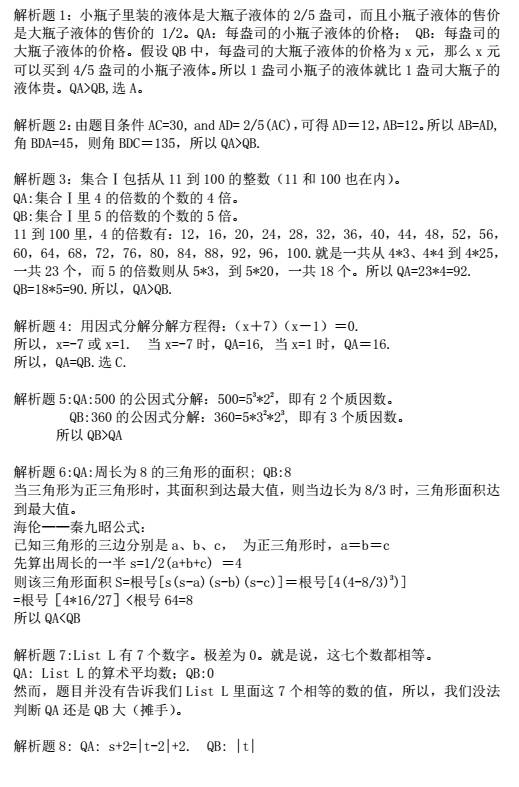 解析题 1：小瓶子里装的液体是大瓶子液体的 2/5 盎司，而且小瓶子液体的售价
是大瓶子液体的售价的 1/2。QA：每盎司的小瓶子液体的价格； QB：每盎司的
大瓶子液体的价格。假设 QB 中，每盎司的大瓶子液体的价格为 x 元，那么 x 元
可以买到 4/5 盎司的小瓶子液体。所以 1 盎司小瓶子的液体就比 1 盎司大瓶子的
液体贵。QA>QB,选 A。
解析题 2:由题目条件 AC=30, and AD= 2/5(AC),可得 AD＝12,AB=12。所以 AB=AD,
角 BDA=45，则角 BDC＝135，所以 QA>QB.
解析题 3：集合Ⅰ包括从 11 到 100 的整数（11 和 100 也在内）。
QA:集合Ⅰ里 4 的倍数的个数的 4 倍。
QB:集合Ⅰ里 5 的倍数的个数的 5 倍。
11 到 100 里，4 的倍数有：12，16，20，24，28，32，36，40，44，48，52，56，
60，64，68，72，76，80，84，88，92，96，100.就是一共从 4*3、4*4 到 4*25，
一共 23 个，而 5 的倍数则从 5*3，到 5*20，一共 18 个。所以 QA=23*4=92.
QB=18*5=90.所以，QA>QB.
解析题 4: 用因式分解分解方程得：（x＋7）（x－1）＝0.
所以，x=-7 或 x=1. 当 x=-7 时，QA=16, 当 x=1 时，QA＝16.
所以，QA=QB.选 C.
解析题 5:QA:500 的公因式分解：500=5³*2²，即有 2 个质因数。
QB:360 的公因式分解：360=5*3²*2³, 即有 3 个质因数。
所以 QB>QA
解析题 6:QA:周长为 8 的三角形的面积; QB:8
当三角形为正三角形时，其面积到达最大值，则当边长为 8/3 时，三角形面积达
到最大值。
海伦——秦九昭公式:
已知三角形的三边分别是 a、b、c， 为正三角形时，a＝b＝c
先算出周长的一半 s=1/2(a+b+c) ＝4
则该三角形面积 S=根号[s(s-a)(s-b)(s-c)]＝根号[4(4-8/3)³)]
=根号［4*16/27］<根号 64=8
所以 QA<QB
解析题 7:List L 有 7 个数字。极差为 0。就是说，这七个数都相等。
QA: List L 的算术平均数；QB:0
然而，题目并没有告诉我们 List L 里面这 7 个相等的数的值，所以，我们没法
判断 QA 还是 QB 大（摊手）。
解析题 8: QA: s+2=|t-2|+2. QB: |t|